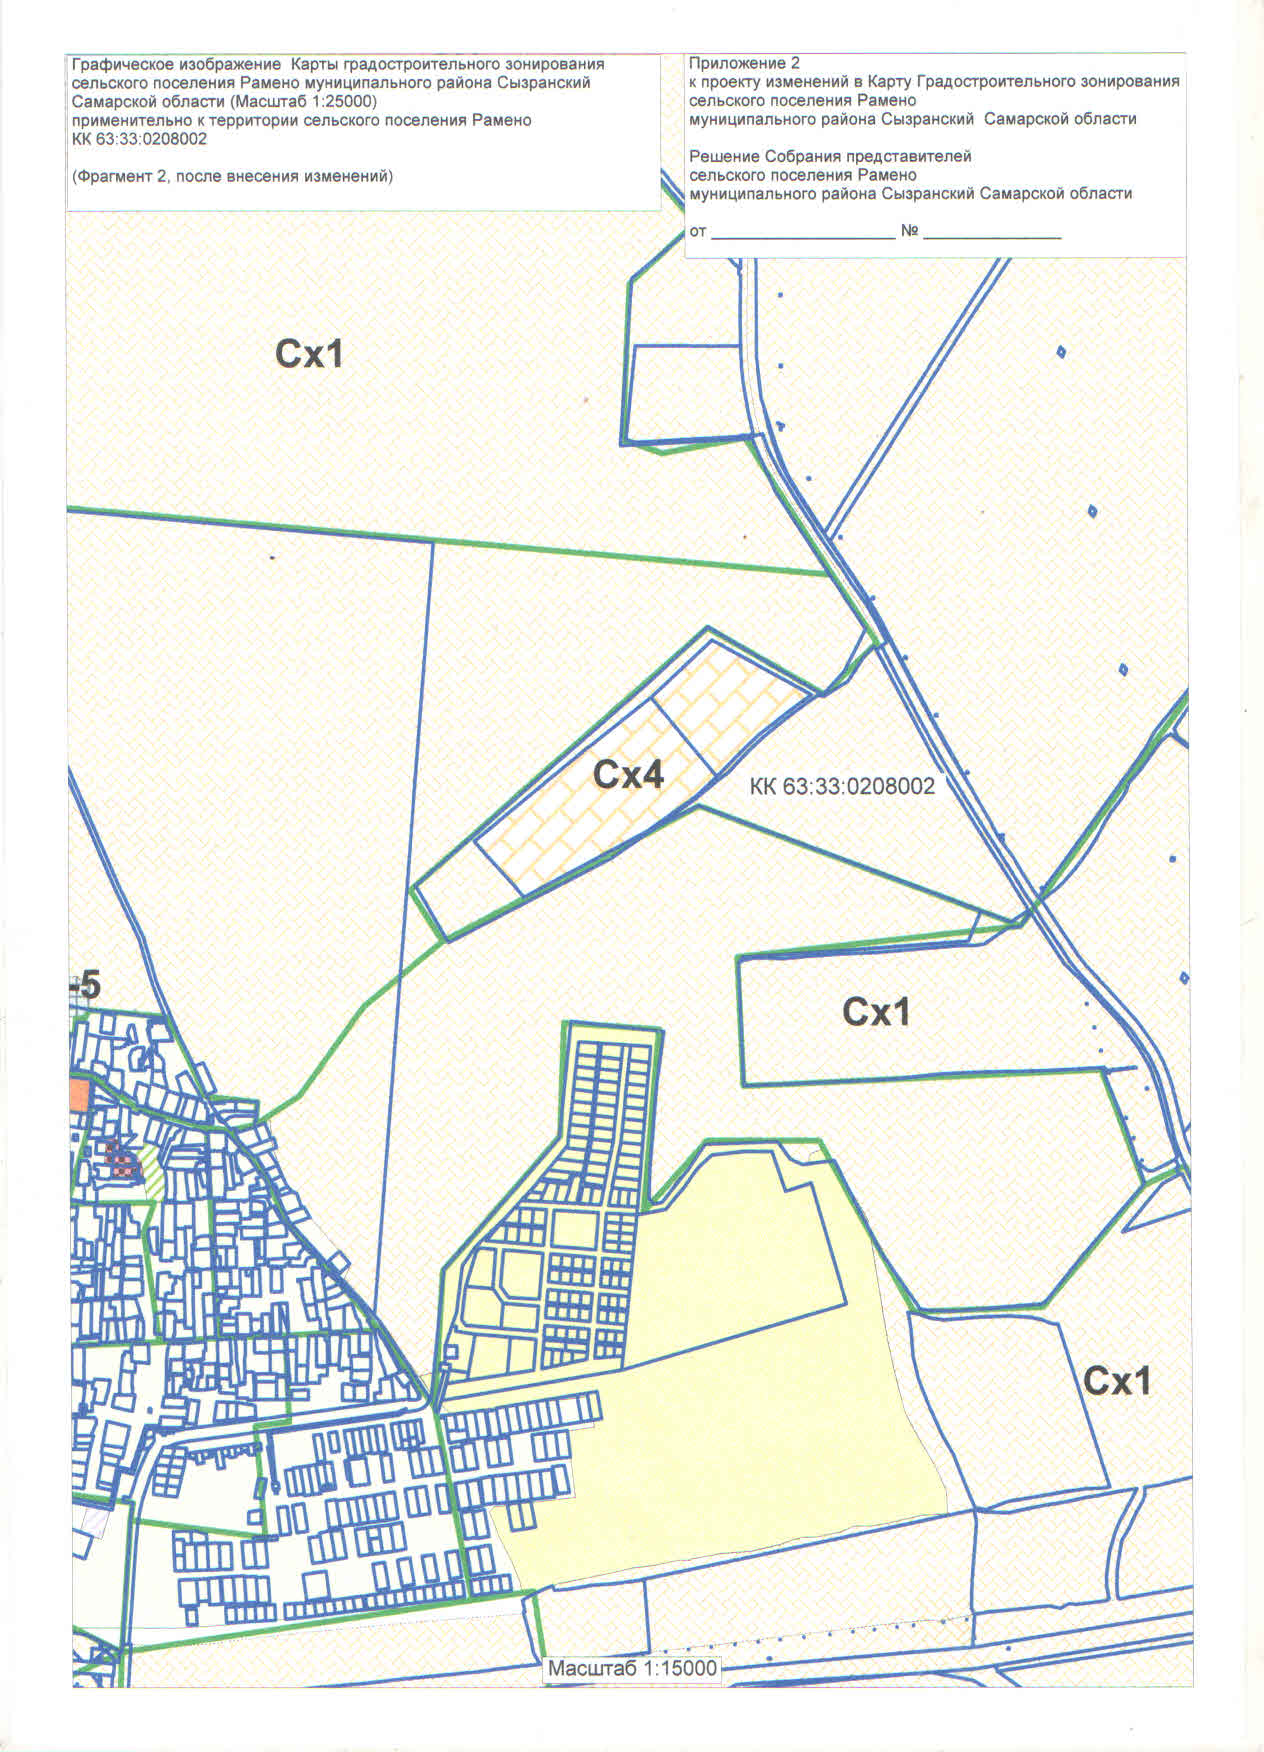 Графическое изображение Карты градостроительного зонирования
сельского поселения Рамено муниципального района Сызранский
Самарской области (Масштаб 1:25000)
применительно к территории сельского поселения Рамено
КК 63:33:0208002
(Фрагмент 2, после внесения изменений)
Приложение 2
к проекту изменений в Карту Градостроительного зонирования
сельского поселения Рамено
муниципального района Сызранский Самарской области
Решение Собрания представителей
сельского поселения Рамено
муниципального района Сызранский Самарской области
от ____________________ № _______________
Сх1
Сх4
КК 63:33:0208002
-5
Сх1
Сх1
Масштаб 1:15000